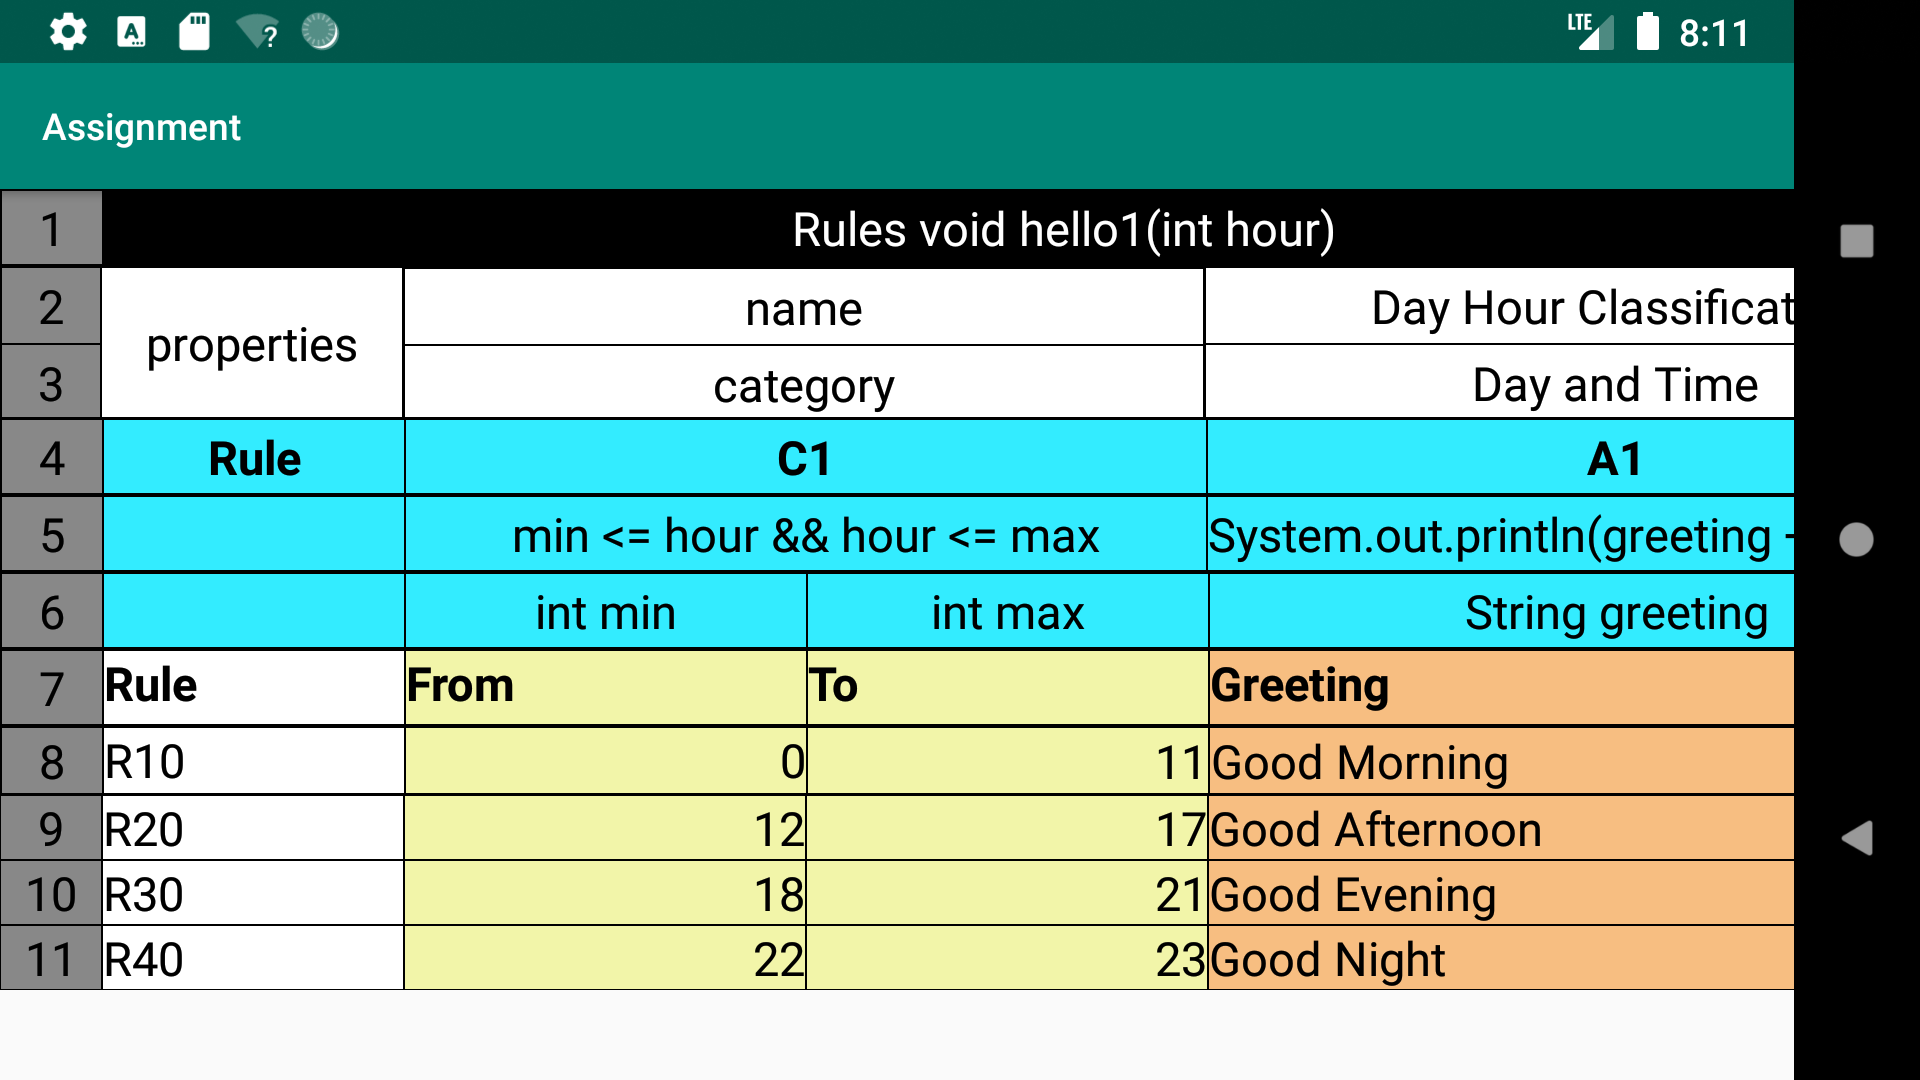 LTE 8:11
Assignment
1 Rules void hello1(int hour)
2 properties name Day Hour Classificat
3 category Day and Time
4 Rule C1 A1
5 min <= hour && hour <= max System.out.println(greeting -
6 int min int max String greeting
7 Rule From To Greeting
8 R10 0 11 Good Morning
9 R20 12 17 Good Afternoon
10 R30 18 21 Good Evening
11 R40 22 23 Good Night